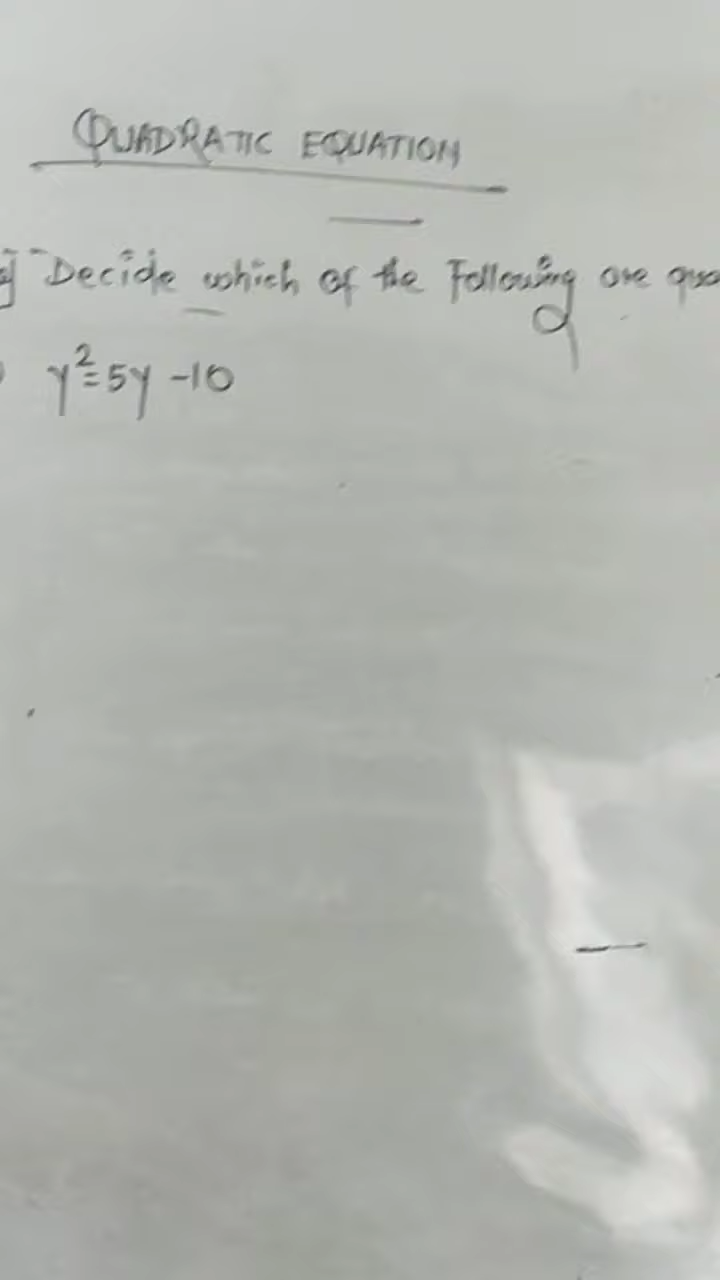 QUADRATIC EQUATION
Decide which of the Following are
y²=5y -10